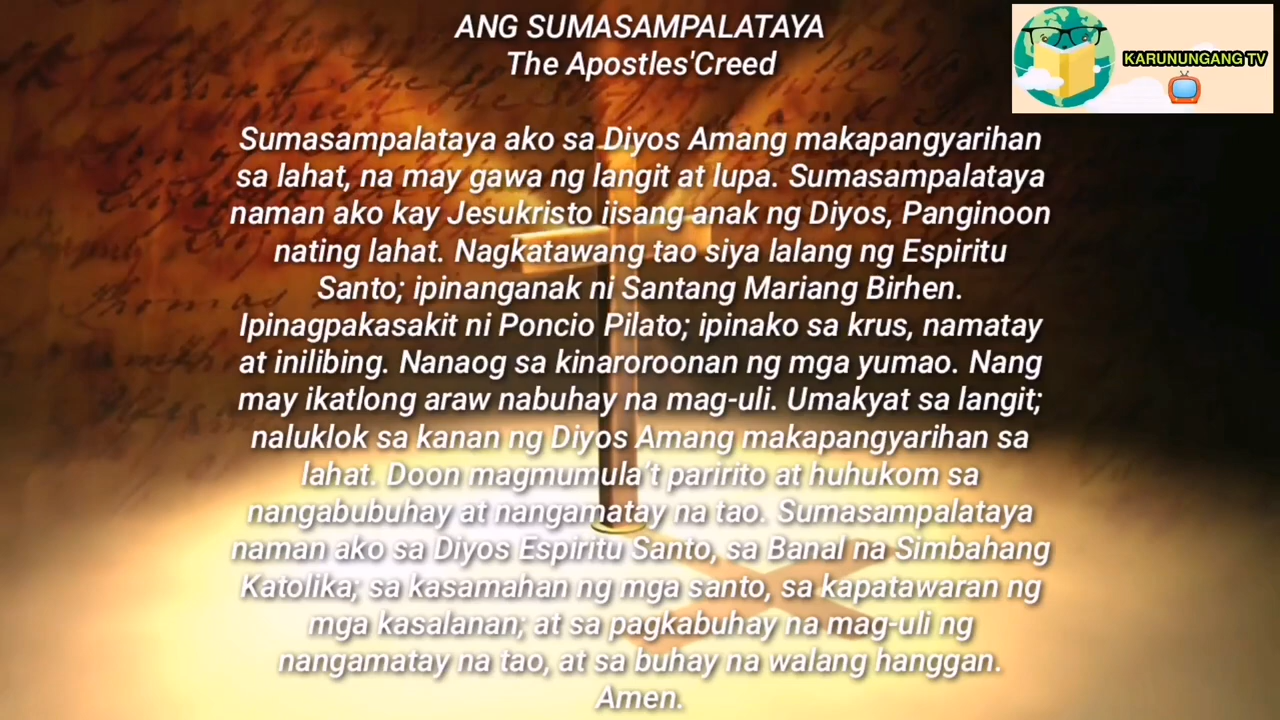 ANG SUMASAMPALATAYA
The Apostles'Creed
KARUNUNGANG TV
Sumasampalataya ako sa Diyos Amang makapangyarihan
sa lahat, na may gawa ng langit at lupa. Sumasampalataya
naman ako kay Jesukristo iisang anak ng Diyos, Panginoon
nating lahat. Nagkatawang tao siya lalang ng Espiritu
Santo; ipinanganak ni Santang Mariang Birhen.
Ipinagpakasakit ni Poncio Pilato; ipinako sa krus, namatay
at inilibing. Nanaog sa kinaroroonan ng mga yumao. Nang
may ikatlong araw nabuhay na mag-uli. Umakyat sa langit;
naluklok sa kanan ng Diyos Amang makapangyarihan sa
lahat. Doon magmumula't paririto at huhukom sa
nangabubuhay at nangamatay na tao. Sumasampalataya
naman ako sa Diyos Espiritu Santo, sa Banal na Simbahang
Katolika; sa kasamahan ng mga santo, sa kapatawaran ng
mga kasalanan; at sa pagkabuhay na mag-uli ng
nangamatay na tao, at sa buhay na walang hanggan.
Amen.